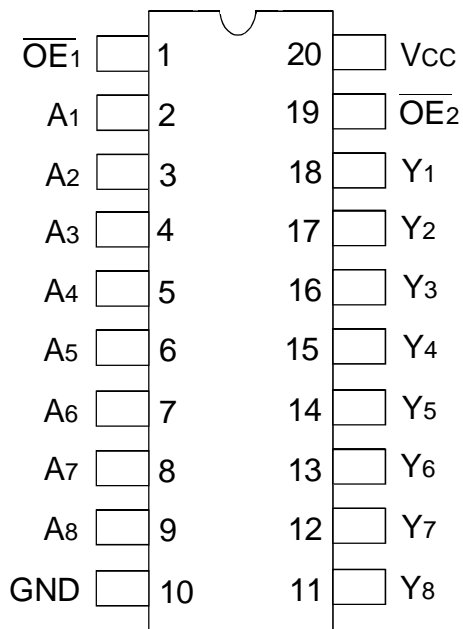 OE1 1 20 VCC
A1 2 19 OE2
A2 3 18 Y1
A3 4 17 Y2
A4 5 16 Y3
A5 6 15 Y4
A6 7 14 Y5
A7 8 13 Y6
A8 9 12 Y7
GND 10 11 Y8